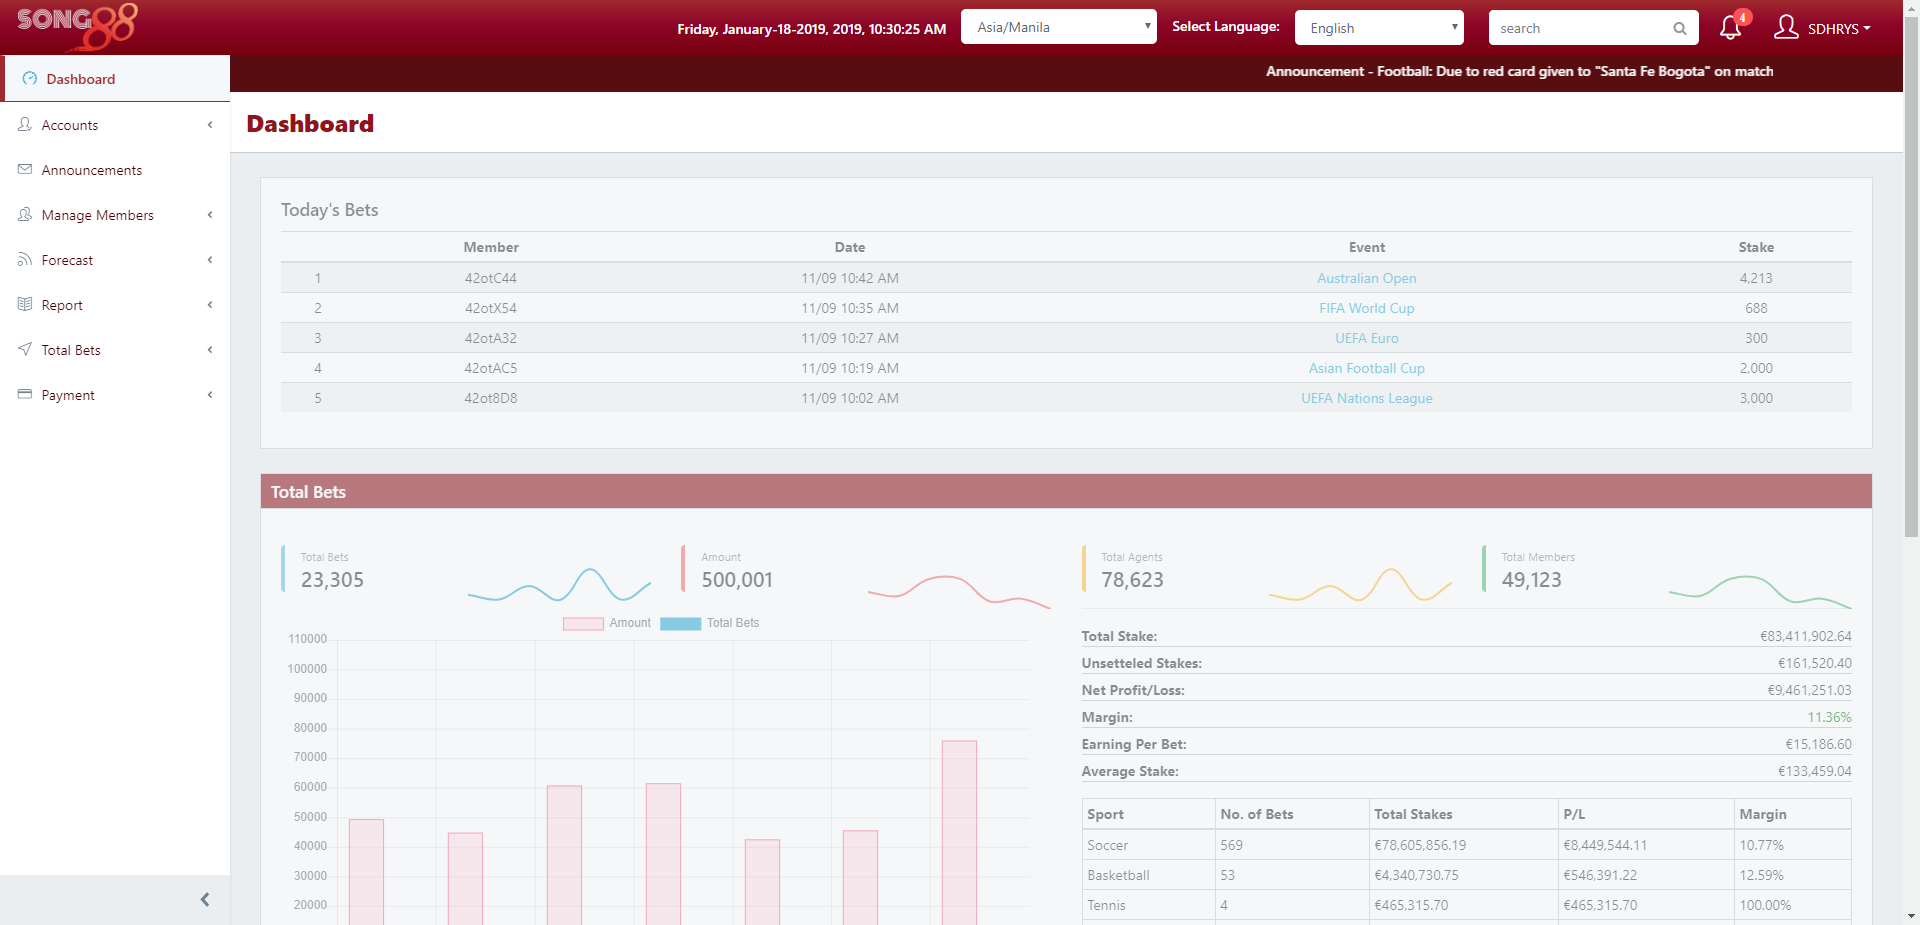 SONG88
Friday, January-18-2019, 2019, 10:30:25 AM
Asia/Manila
Select Language:
English
search
4
SDHRYS
Announcement - Football: Due to red card given to "Santa Fe Bogota" on match
Dashboard
Accounts
Announcements
Manage Members
Forecast
Report
Total Bets
Payment
Dashboard
Today's Bets
Member Date Event Stake
1 42otC44 11/09 10:42 AM Australian Open 4,213
2 42otX54 11/09 10:35 AM FIFA World Cup 688
3 42otA32 11/09 10:27 AM UEFA Euro 300
4 42otAC5 11/09 10:19 AM Asian Football Cup 2,000
5 42ot8D8 11/09 10:02 AM UEFA Nations League 3,000
Total Bets
Total Bets
23,305
Amount
500,001
Total Agents
78,623
Total Members
49,123
Amount Total Bets
110000
100000
90000
80000
70000
60000
50000
40000
30000
20000
Total Stake: €83,411,902.64
Unsetteled Stakes: €161,520.40
Net Profit/Loss: €9,461,251.03
Margin: 11.36%
Earning Per Bet: €15,186.60
Average Stake: €133,459.04
Sport No. of Bets Total Stakes P/L Margin
Soccer 569 €78,605,856.19 €8,449,544.11 10.77%
Basketball 53 €4,340,730.75 €546,391.22 12.59%
Tennis 4 €465,315.70 €465,315.70 100.00%